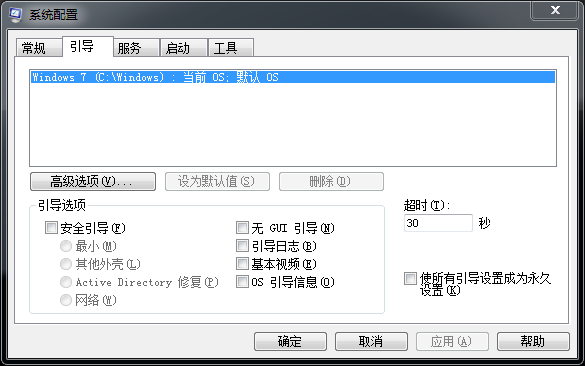 系统配置
常规 引导 服务 启动 工具
Windows 7 (C:\Windows) : 当前 OS; 默认 OS
高级选项(V)... 设为默认值(S) 删除(D)
引导选项
超时(T):
30 秒
安全引导(F)
最小(M)
其他外壳(L)
Active Directory 修复(P)
网络(W)
无 GUI 引导(N)
引导日志(B)
基本视频(E)
OS 引导信息(O)
使所有引导设置成为永久
设置(K)
确定 取消 应用(A) 帮助